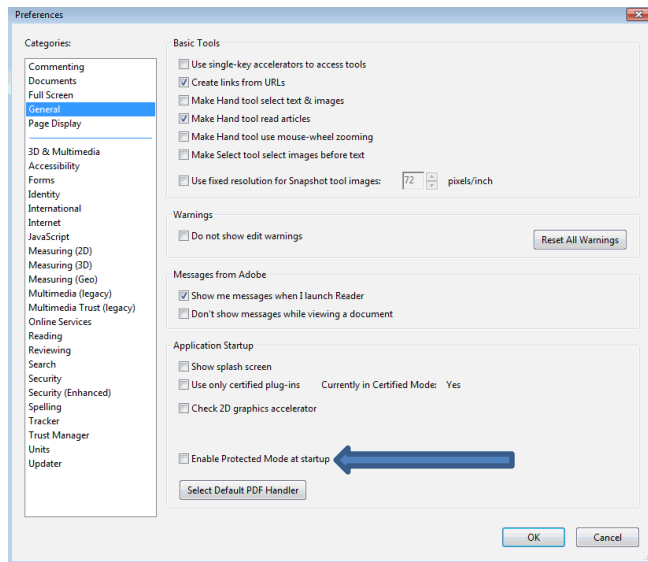 Preferences
Categories:
Commenting
Documents
Full Screen
General
Page Display
3D & Multimedia
Accessibility
Forms
Identity
International
Internet
JavaScript
Measuring (2D)
Measuring (3D)
Measuring (Geo)
Multimedia (legacy)
Multimedia Trust (legacy)
Online Services
Reading
Reviewing
Search
Security
Security (Enhanced)
Spelling
Tracker
Trust Manager
Units
Updater
Basic Tools
Use single-key accelerators to access tools
Create links from URLs
Make Hand tool select text & images
Make Hand tool read articles
Make Hand tool use mouse-wheel zooming
Make Select tool select images before text
Use fixed resolution for Snapshot tool images: 72 pixels/inch
Warnings
Do not show edit warnings
Reset All Warnings
Messages from Adobe
Show me messages when I launch Reader
Don't show messages while viewing a document
Application Startup
Show splash screen
Use only certified plug-ins Currently in Certified Mode: Yes
Check 2D graphics accelerator
Enable Protected Mode at startup
Select Default PDF Handler
OK Cancel